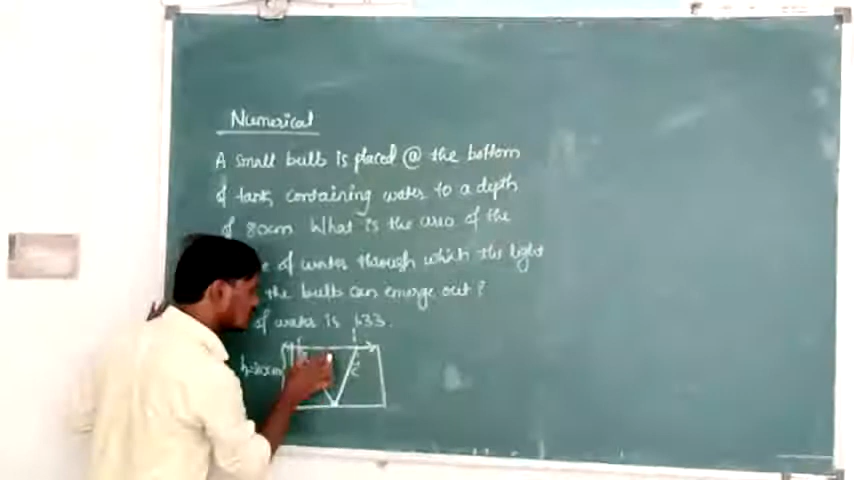 Numerical
A small bulb is placed @ the bottom
of tank containing water to a depth
of 80cm What is the area of the
of water through which the light
the bulb can emerge out?
of water is 1.33.